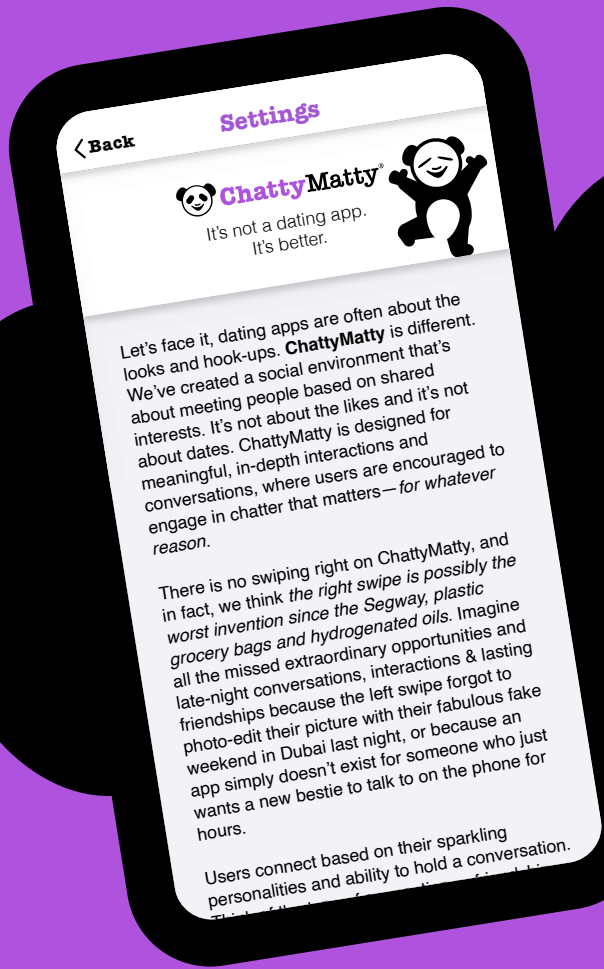 Back
Settings
ChattyMatty®
It's not a dating app.
It's better.
Let's face it, dating apps are often about the
looks and hook-ups. ChattyMatty is different.
We've created a social environment that's
about meeting people based on shared
interests. It's not about the likes and it's not
about dates. ChattyMatty is designed for
meaningful, in-depth interactions and
conversations, where users are encouraged to
engage in chatter that matters—for whatever
reason.
There is no swiping right on ChattyMatty, and
in fact, we think the right swipe is possibly the
worst invention since the Segway, plastic
grocery bags and hydrogenated oils. Imagine
all the missed extraordinary opportunities and
late-night conversations, interactions & lasting
friendships because the left swipe forgot to
photo-edit their picture with their fabulous fake
weekend in Dubai last night, or because an
app simply doesn't exist for someone who just
wants a new bestie to talk to on the phone for
hours.
Users connect based on their sparkling
personalities and ability to hold a conversation.